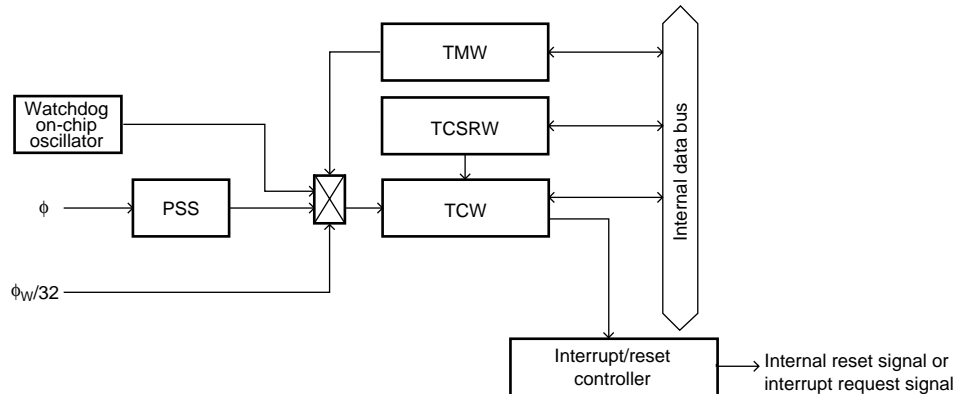 TMW
Watchdog
on-chip
oscillator
TCSRW
Internal data bus
ϕ
PSS
TCW
ϕW/32
Interrupt/reset
controller
Internal reset signal or
interrupt request signal